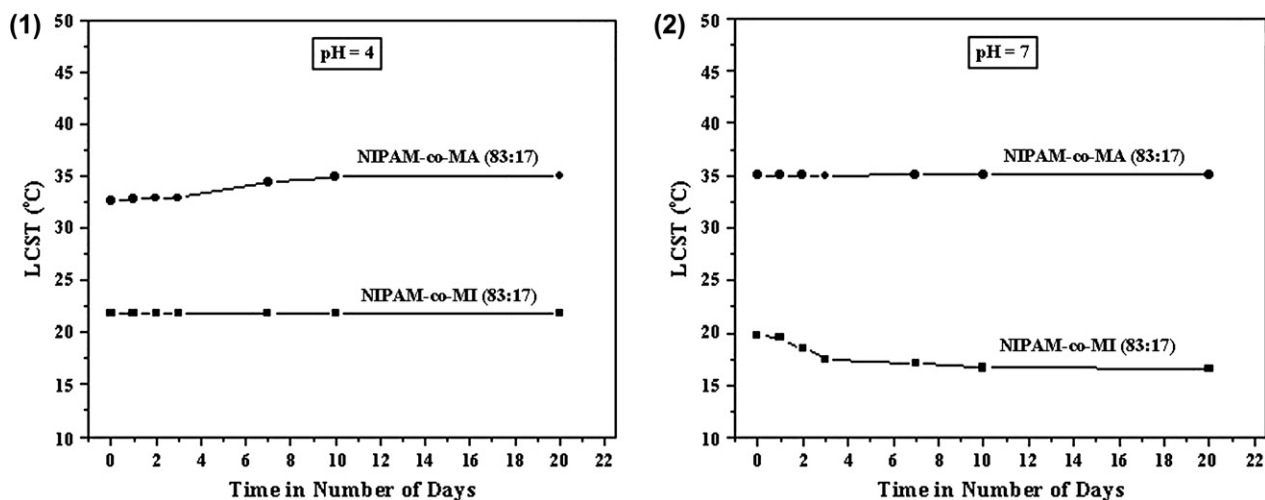 (1)
50
45
40
35
30
25
20
15
10
LCST (°C)
pH = 4
NIPAM-co-MA (83:17)
NIPAM-co-MI (83:17)
0 2 4 6 8 10 12 14 16 18 20 22
Time in Number of Days
(2)
50
45
40
35
30
25
20
15
10
LCST (°C)
pH = 7
NIPAM-co-MA (83:17)
NIPAM-co-MI (83:17)
0 2 4 6 8 10 12 14 16 18 20 22
Time in Number of Days